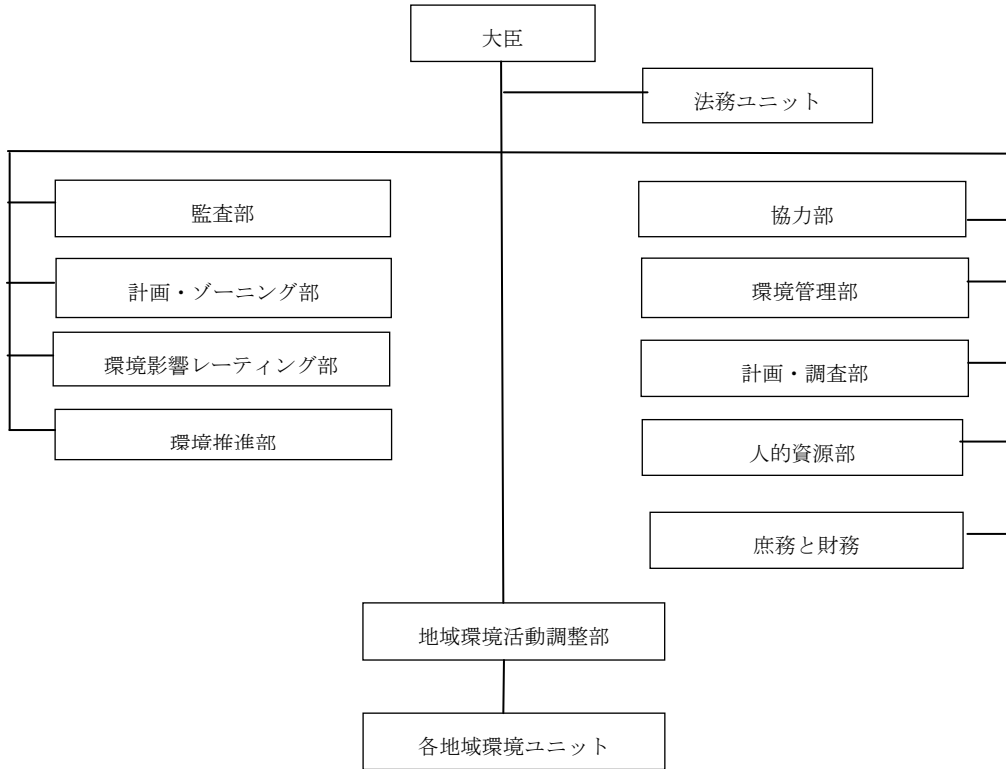 大臣
法務ユニット
監査部
協力部
計画・ゾーニング部
環境管理部
環境影響レーティング部
計画・調査部
環境推進部
人的資源部
庶務と財務
地域環境活動調整部
各地域環境ユニット